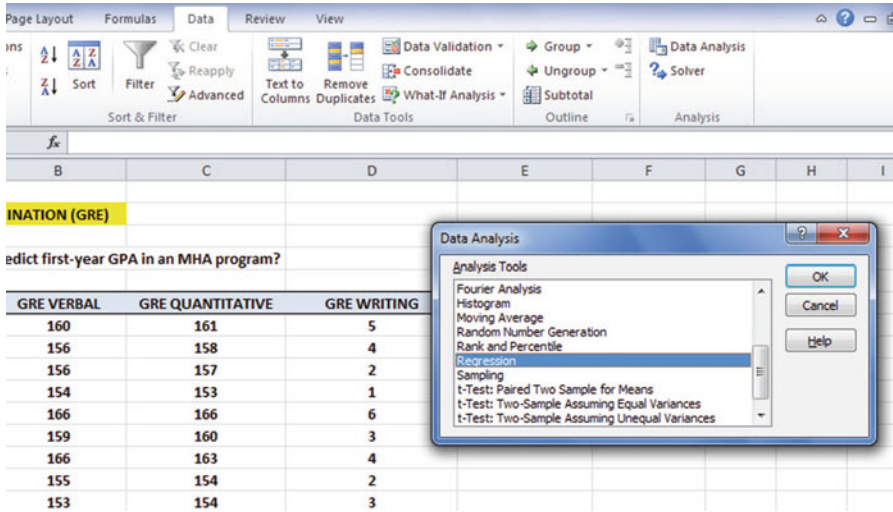 Page Layout Formulas Data Review View
Clear
Reapply
Advanced
Sort
Filter
Sort & Filter
Text to Columns
Remove Duplicates
Data Validation
Consolidate
What-If Analysis
Data Tools
Group
Ungroup
Subtotal
Outline
Data Analysis
Solver
Analysis
fx
B C D E F G H I
INATION (GRE)
edict first-year GPA in an MHA program?
GRE VERBAL GRE QUANTITATIVE GRE WRITING
160 161 5
156 158 4
156 157 2
154 153 1
166 166 6
159 160 3
166 163 4
155 154 2
153 154 3
Data Analysis
Analysis Tools
Fourier Analysis
Histogram
Moving Average
Random Number Generation
Rank and Percentile
Regression
Sampling
t-Test: Paired Two Sample for Means
t-Test: Two-Sample Assuming Equal Variances
t-Test: Two-Sample Assuming Unequal Variances
OK
Cancel
Help